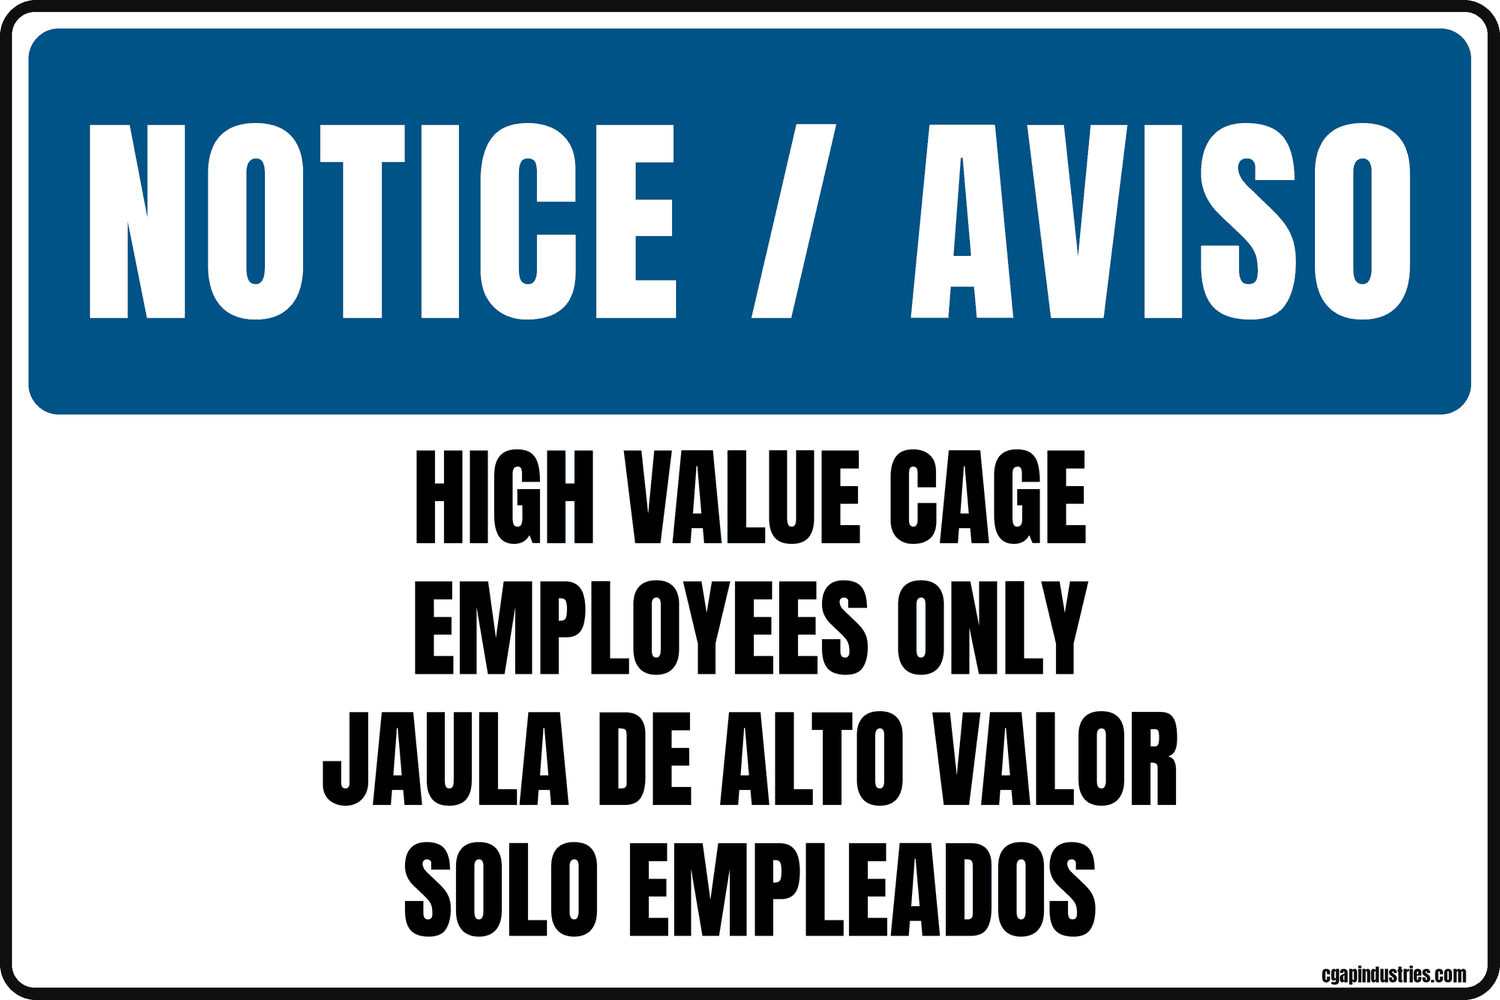 NOTICE / AVISO
HIGH VALUE CAGE
EMPLOYEES ONLY
JAULA DE ALTO VALOR
SOLO EMPLEADOS
cgapindustries.com